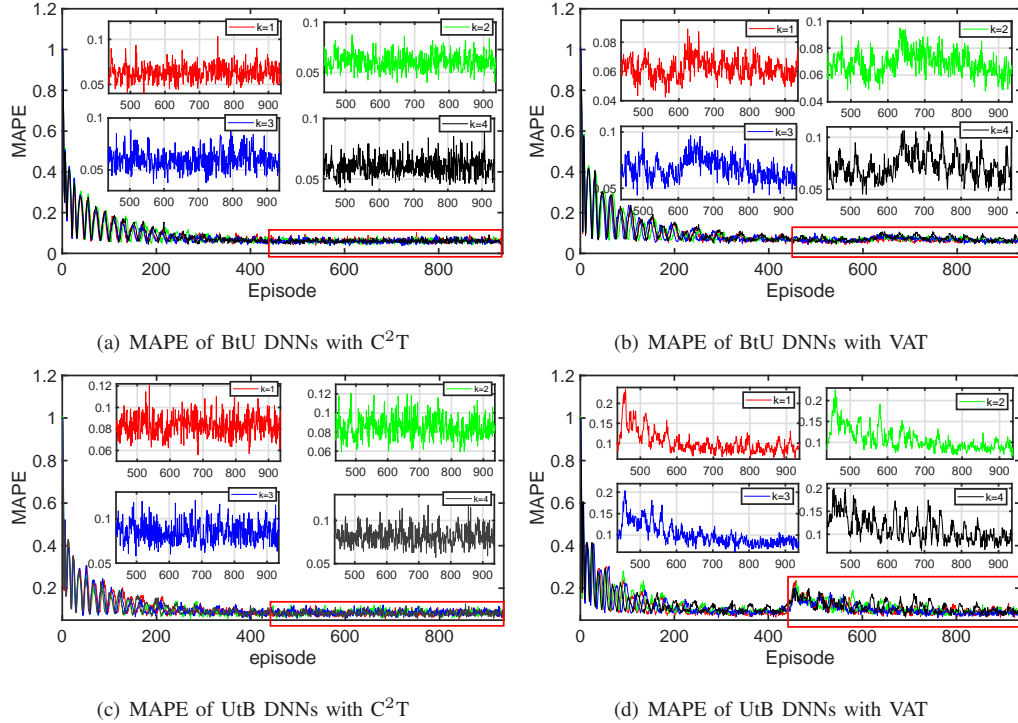 1.2
1
0.8
0.6
0.4
0.2
0
MAPE
0 200 400 600 800
Episode
0.1
0.05
500 600 700 800 900
k=1
0.1
0.05
500 600 700 800 900
k=2
0.1
0.05
500 600 700 800 900
k=3
0.1
0.05
500 600 700 800 900
k=4
(a) MAPE of BtU DNNs with C²T
1.2
1
0.8
0.6
0.4
0.2
0
MAPE
0 200 400 600 800
Episode
0.08
0.06
0.04
500 600 700 800 900
k=1
0.08
0.06
0.04
500 600 700 800 900
k=2
0.1
0.05
500 600 700 800 900
k=3
0.1
0.05
500 600 700 800 900
k=4
(b) MAPE of BtU DNNs with VAT
1.2
1
0.8
0.6
0.4
0.2
MAPE
0 200 400 600 800
episode
0.12
0.1
0.08
0.06
500 600 700 800 900
k=1
0.12
0.1
0.08
0.06
500 600 700 800 900
k=2
0.1
0.05
500 600 700 800 900
k=3
0.1
0.05
500 600 700 800 900
k=4
(c) MAPE of UtB DNNs with C²T
1.2
1
0.8
0.6
0.4
0.2
MAPE
0 200 400 600 800
Episode
0.2
0.1
500 600 700 800 900
k=1
0.2
0.1
500 600 700 800 900
k=2
0.2
0.1
500 600 700 800 900
k=3
0.2
0.1
500 600 700 800 900
k=4
(d) MAPE of UtB DNNs with VAT